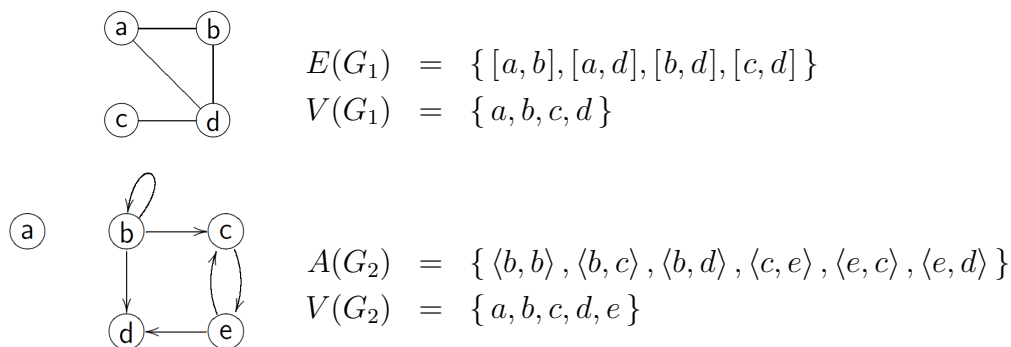 a b
E(G₁) = { [a, b], [a, d], [b, d], [c, d] }
V(G₁) = { a, b, c, d }
c d
a b c
A(G₂) = { ⟨b, b⟩ , ⟨b, c⟩ , ⟨b, d⟩ , ⟨c, e⟩ , ⟨e, c⟩ , ⟨e, d⟩ }
V(G₂) = { a, b, c, d, e }
d e